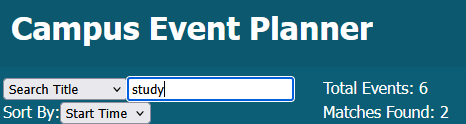 Campus Event Planner
Search Title study Total Events: 6
Sort By: Start Time Matches Found: 2